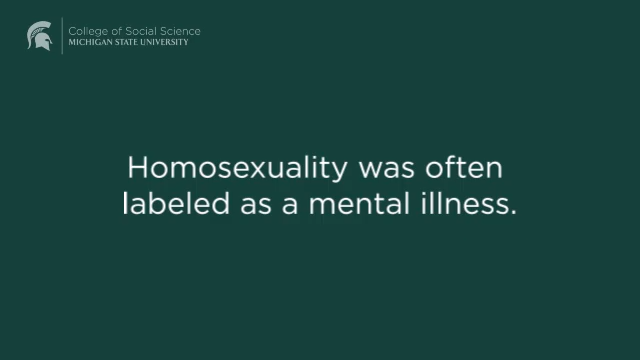 College of Social Science
MICHIGAN STATE UNIVERSITY
Homosexuality was often
labeled as a mental illness.